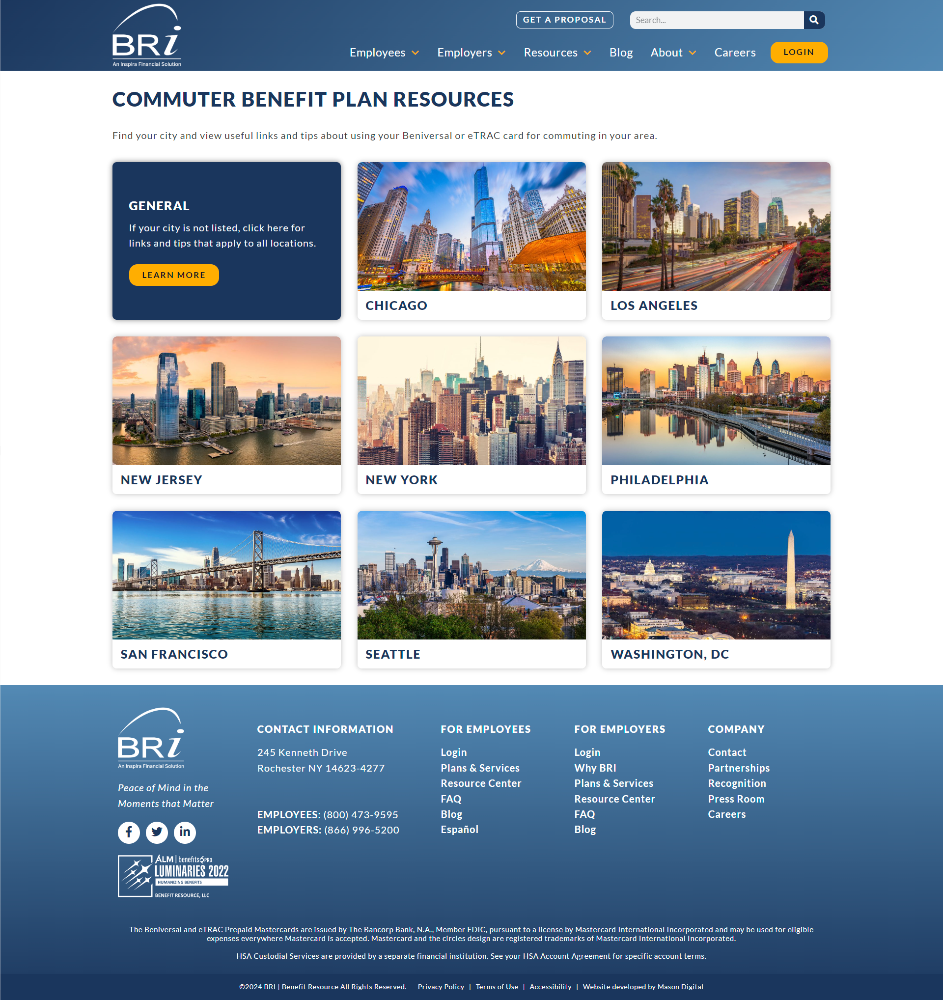 BRi
An Inspira Financial Solution
GET A PROPOSAL
Search...
Employees
Employers
Resources
Blog
About
Careers
LOGIN
COMMUTER BENEFIT PLAN RESOURCES
Find your city and view useful links and tips about using your Beniversal or eTRAC card for commuting in your area.
GENERAL
If your city is not listed, click here for
links and tips that apply to all locations.
LEARN MORE
CHICAGO
LOS ANGELES
NEW JERSEY
NEW YORK
PHILADELPHIA
SAN FRANCISCO
SEATTLE
WASHINGTON, DC
BRi
An Inspira Financial Solution
Peace of Mind in the
Moments that Matter
ALM | benefitsPRO
LUMINARIES 2022
HUMANIZING BENEFITS
BENEFIT RESOURCE, LLC
CONTACT INFORMATION
245 Kenneth Drive
Rochester NY 14623-4277
EMPLOYEES: (800) 473-9595
EMPLOYERS: (866) 996-5200
FOR EMPLOYEES
Login
Plans & Services
Resource Center
FAQ
Blog
Español
FOR EMPLOYERS
Login
Why BRI
Plans & Services
Resource Center
FAQ
Blog
COMPANY
Contact
Partnerships
Recognition
Press Room
Careers
The Beniversal and eTRAC Prepaid Mastercards are issued by The Bancorp Bank, N.A., Member FDIC, pursuant to a license by Mastercard International Incorporated and may be used for eligible
expenses everywhere Mastercard is accepted. Mastercard and the circles design are registered trademarks of Mastercard International Incorporated.
HSA Custodial Services are provided by a separate financial institution. See your HSA Account Agreement for specific account terms.
©2024 BRI | Benefit Resource All Rights Reserved. Privacy Policy | Terms of Use | Accessibility | Website developed by Mason Digital